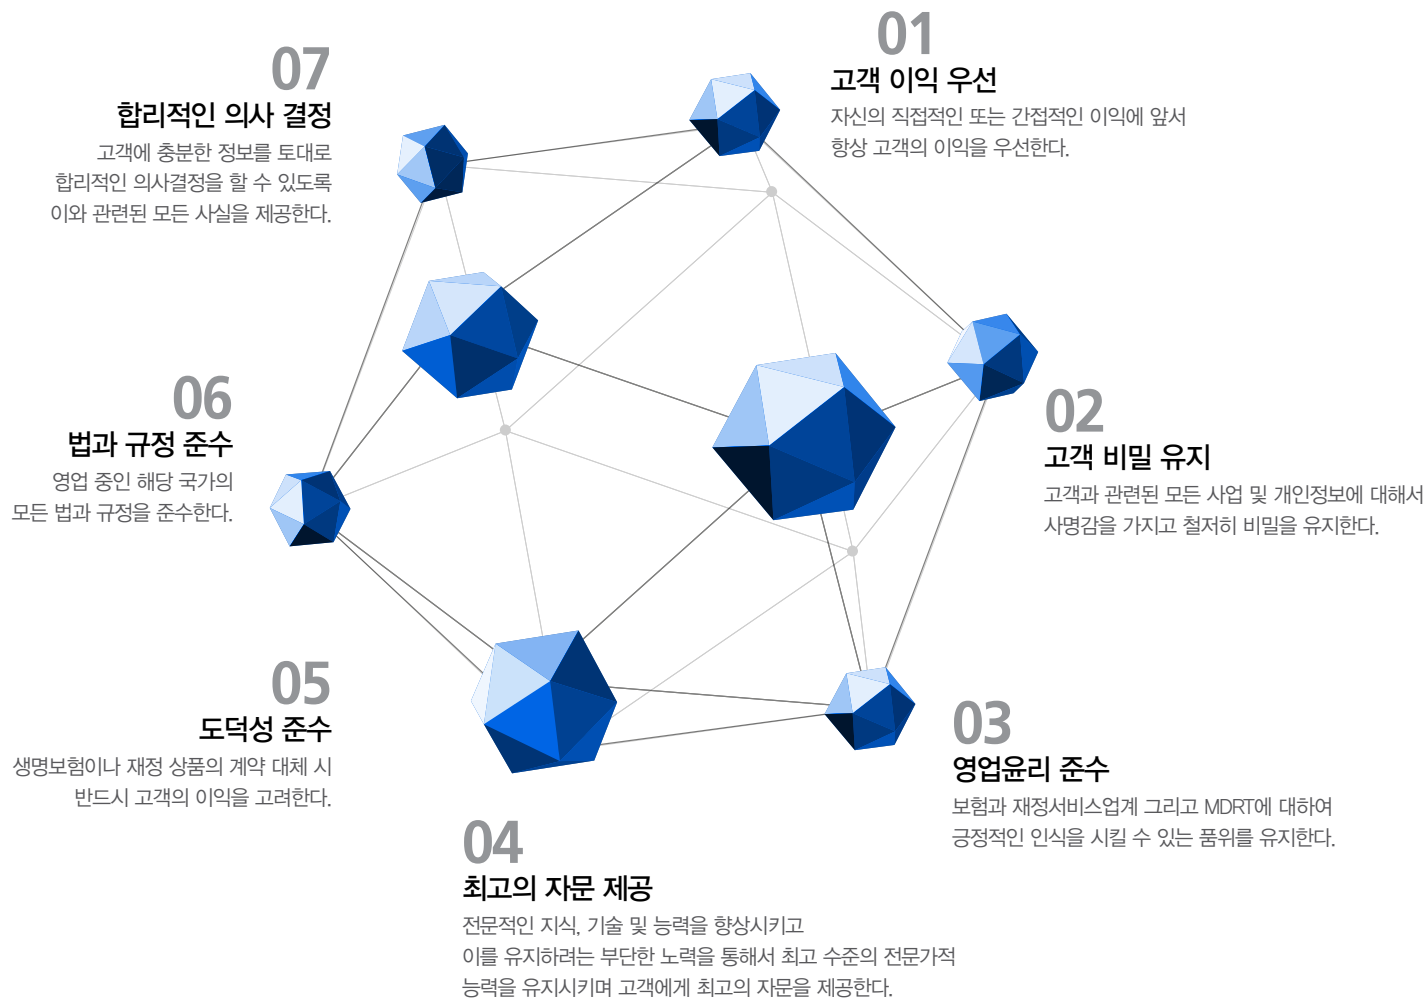 01
고객 이익 우선
자신의 직접적인 또는 간접적인 이익에 앞서
항상 고객의 이익을 우선한다.
02
고객 비밀 유지
고객과 관련된 모든 사업 및 개인정보에 대해서
사명감을 가지고 철저히 비밀을 유지한다.
03
영업윤리 준수
보험과 재정서비스업계 그리고 MDRT에 대하여
긍정적인 인식을 시킬 수 있는 품위를 유지한다.
04
최고의 자문 제공
전문적인 지식, 기술 및 능력을 향상시키고
이를 유지하려는 부단한 노력을 통해서 최고 수준의 전문가적
능력을 유지시키며 고객에게 최고의 자문을 제공한다.
05
도덕성 준수
생명보험이나 재정 상품의 계약 대체 시
반드시 고객의 이익을 고려한다.
06
법과 규정 준수
영업 중인 해당 국가의
모든 법과 규정을 준수한다.
07
합리적인 의사 결정
고객에 충분한 정보를 토대로
합리적인 의사결정을 할 수 있도록
이와 관련된 모든 사실을 제공한다.